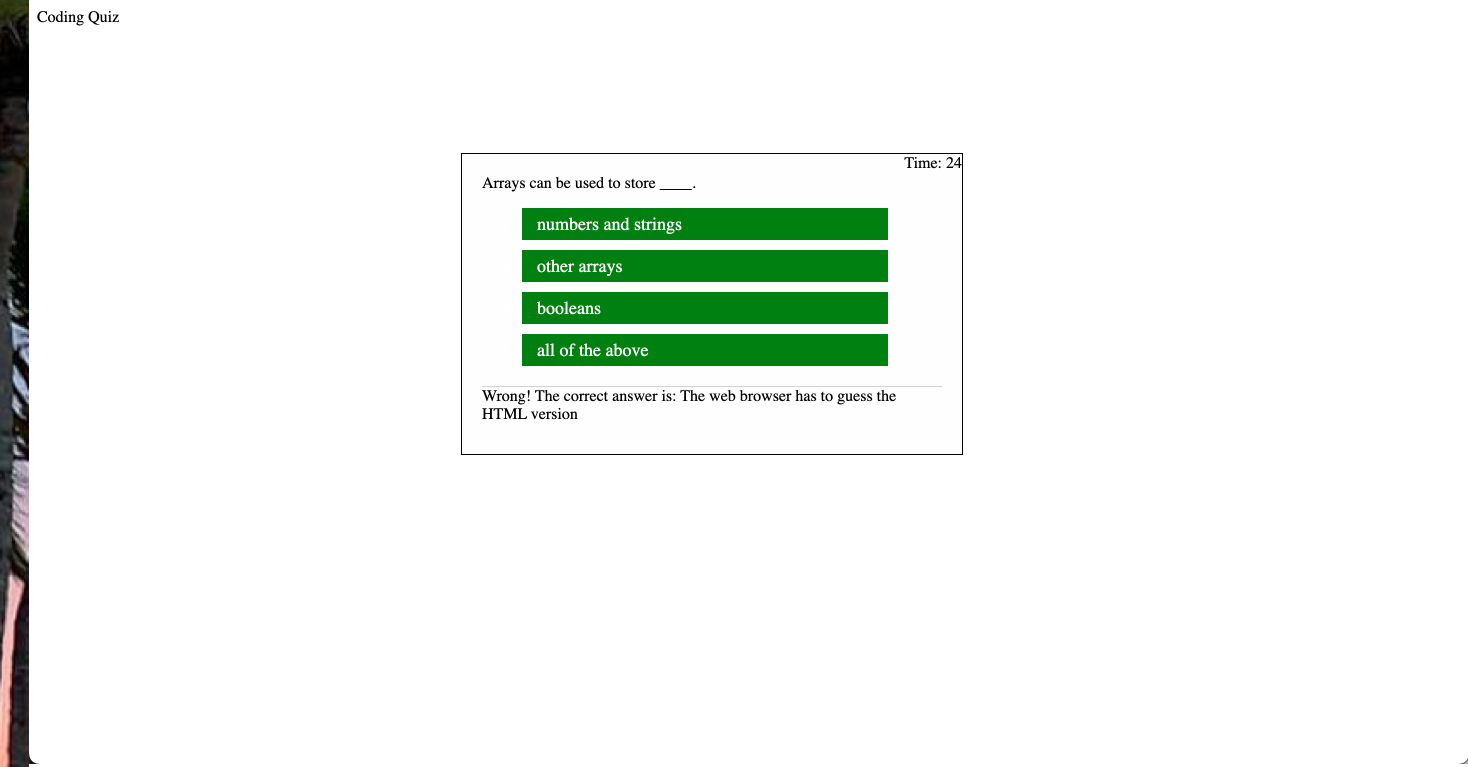 Coding Quiz
Time: 24
Arrays can be used to store ____.
numbers and strings
other arrays
booleans
all of the above
Wrong! The correct answer is: The web browser has to guess the
HTML version